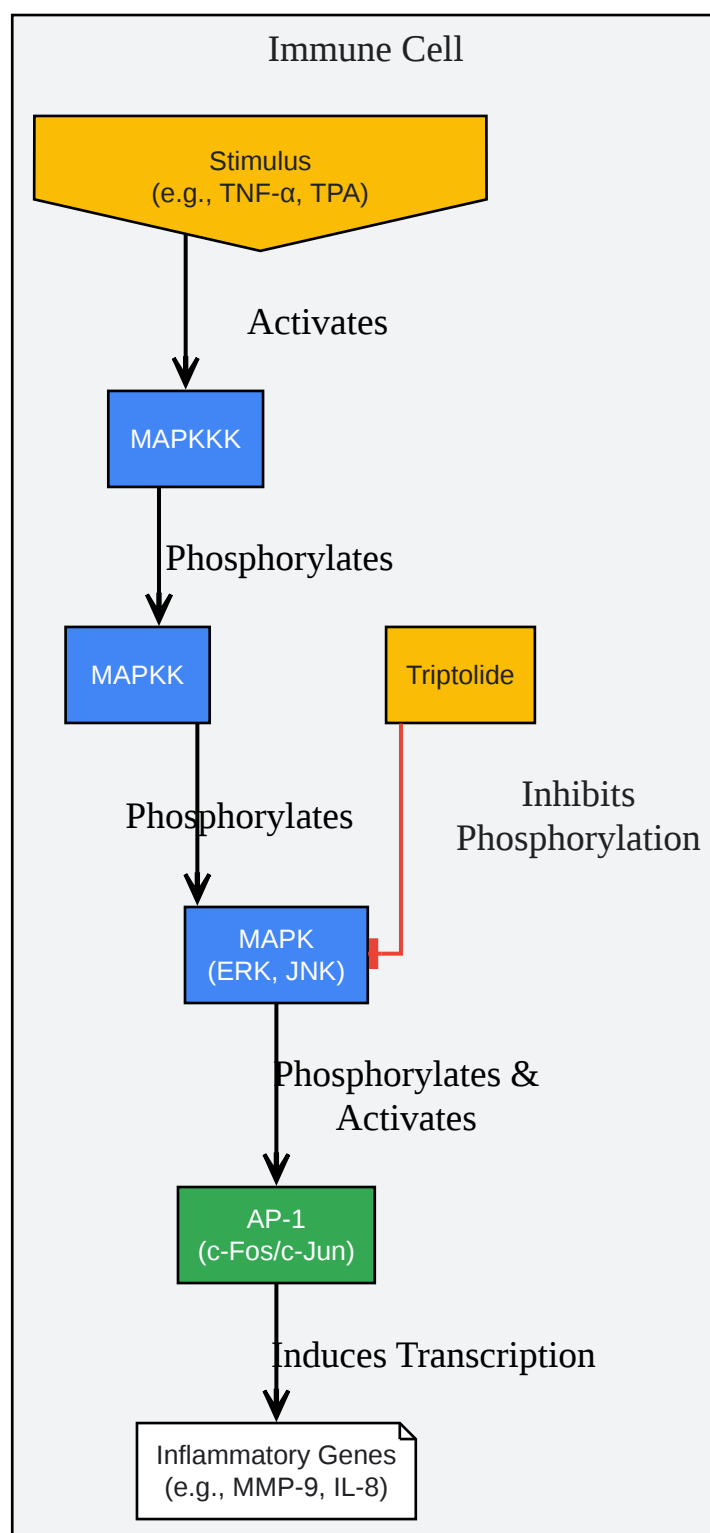 Immune Cell
Stimulus
(e.g., TNF-α, TPA)
Activates
MAPKKK
Phosphorylates
MAPKK
Triptolide
Phosphorylates
Inhibits
Phosphorylation
MAPK
(ERK, JNK)
Phosphorylates &
Activates
AP-1
(c-Fos/c-Jun)
Induces Transcription
Inflammatory Genes
(e.g., MMP-9, IL-8)